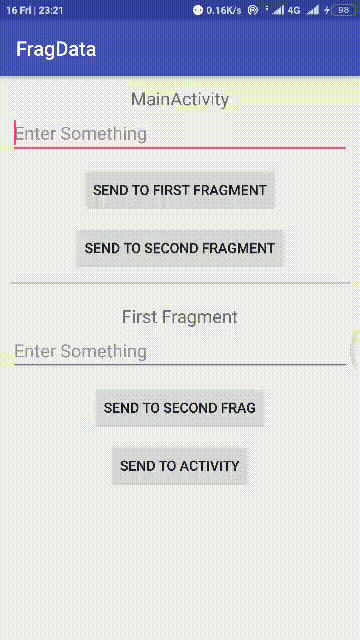 16 Fri | 23:21 0.16K/s 4G 98
FragData
MainActivity
Enter Something
SEND TO FIRST FRAGMENT
SEND TO SECOND FRAGMENT
First Fragment
Enter Something
SEND TO SECOND FRAG
SEND TO ACTIVITY